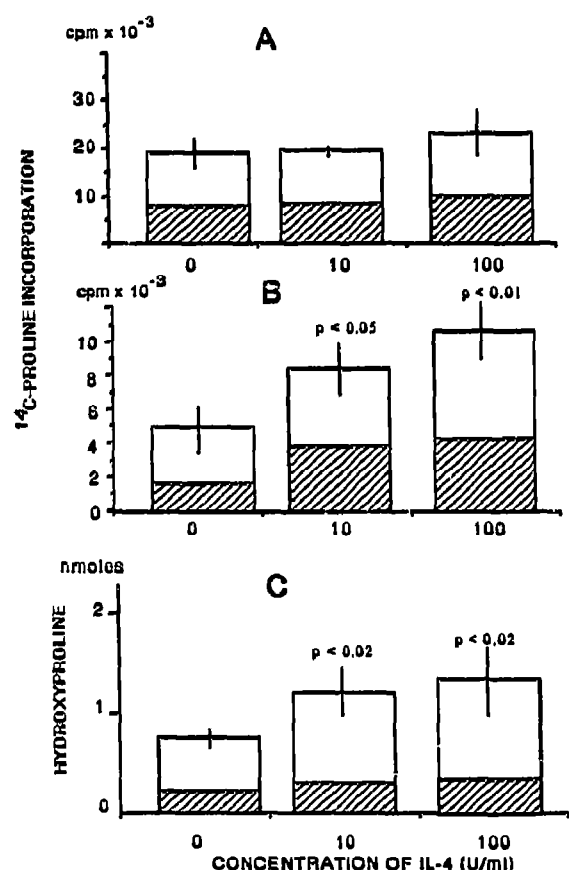 cpm x 10⁻³
A
30
20
10
0 10 100
cpm x 10⁻³
B
p < 0.05
p < 0.01
10
8
6
4
2
0
0 10 100
¹⁴C-PROLINE INCORPORATION
nmoles
C
p < 0,02
p < 0,02
2
1
0
HYDROXYPROLINE
0 10 100
CONCENTRATION OF IL-4 (U/ml)